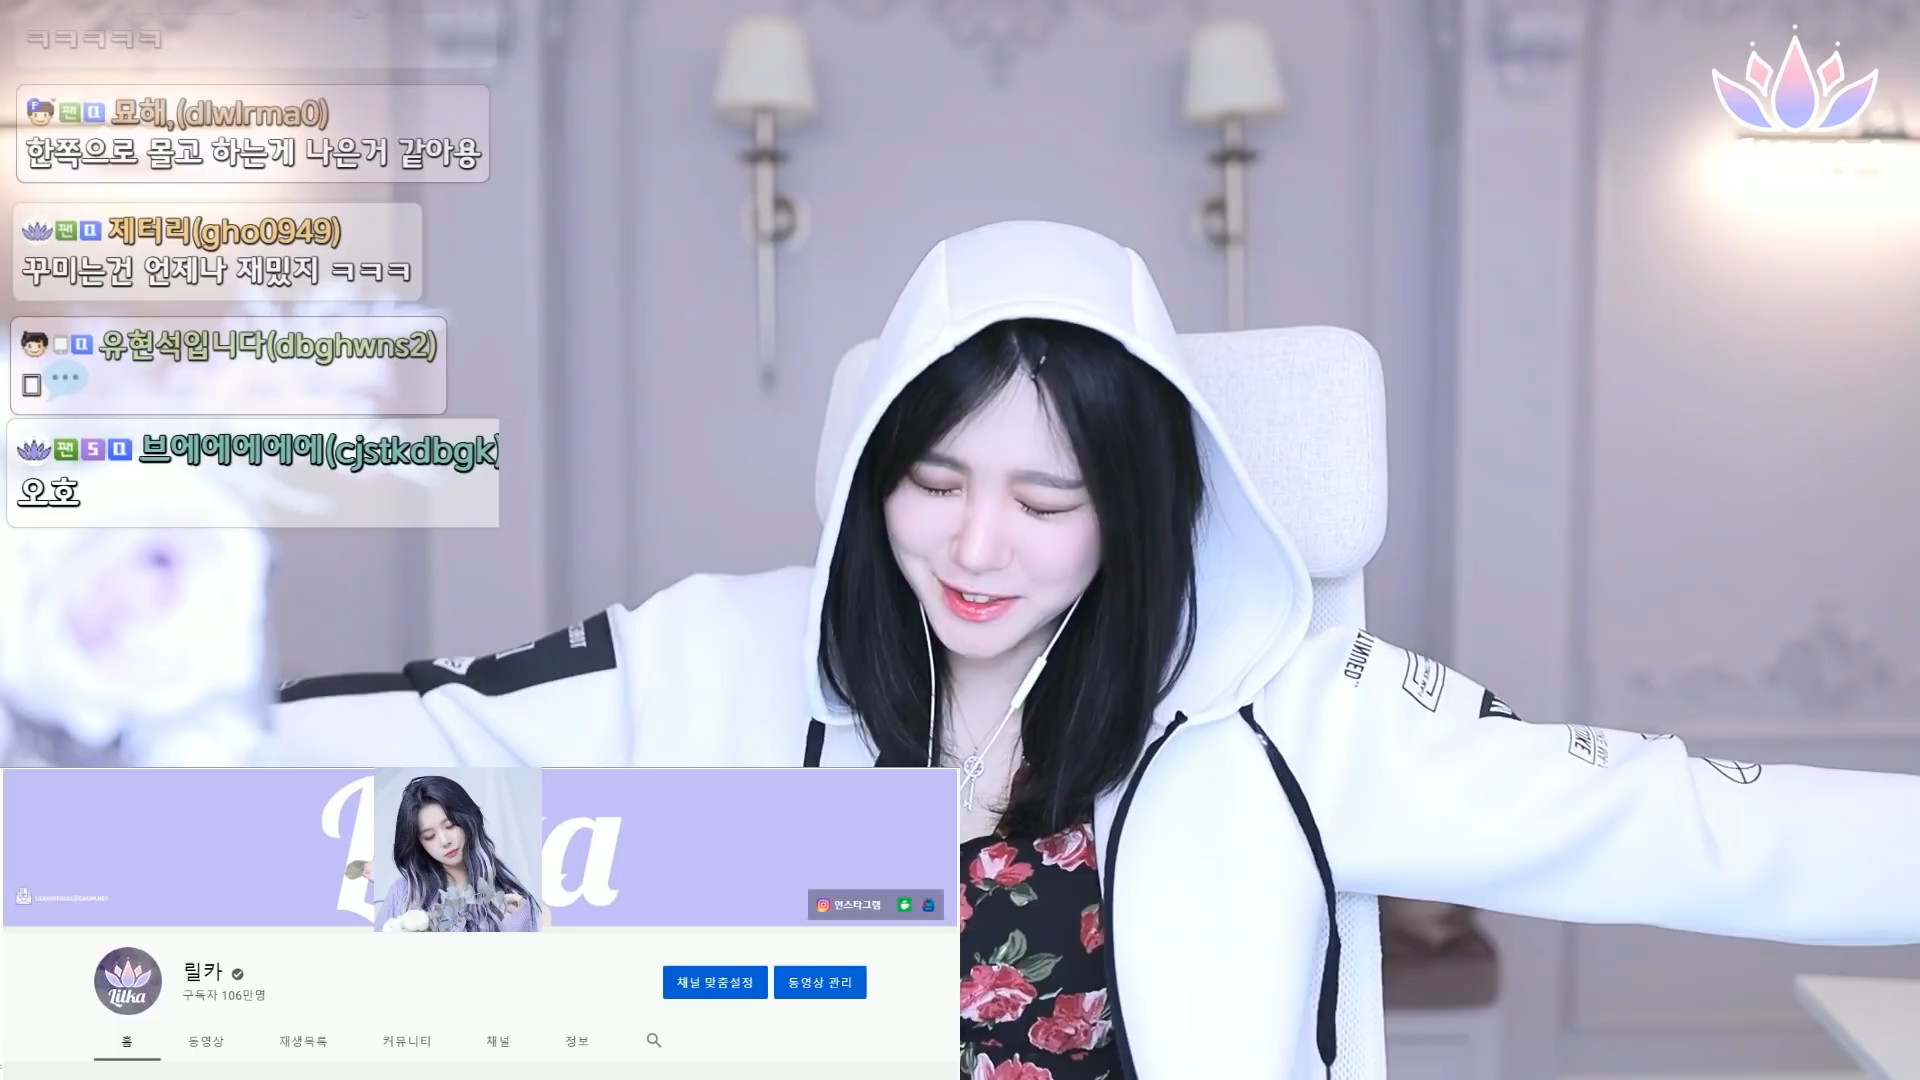 ㅋㅋㅋㅋㅋ
묘해,(dlwlrma0)
한쪽으로 몰고 하는게 나은거 같아용
팬 제터리(gho0949)
꾸미는건 언제나 재밌지 ㅋㅋㅋ
유현석입니다(dbghwns2)
팬 S 브에에에에에(cjstkdbgk)
오호
L a
인스타그램
Lilka
릴카
구독자 106만명
채널 맞춤설정 동영상 관리
홈 동영상 재생목록 커뮤니티 채널 정보